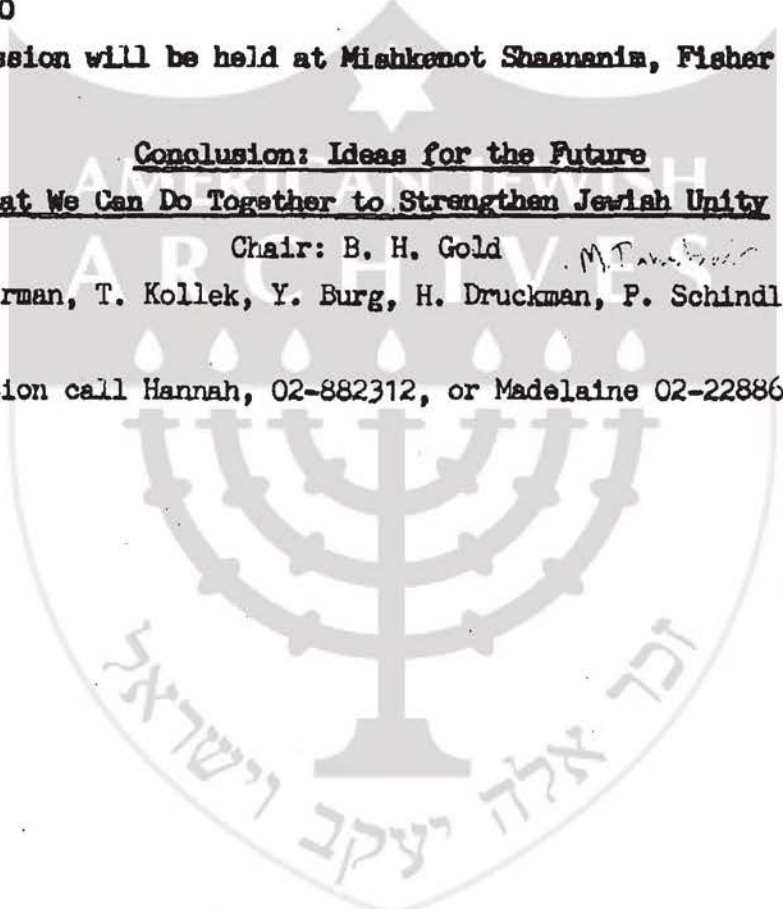 0
ssion will be held at Mishkenot Shaananim, Fisher
Conclusion: Ideas for the Future
at We Can Do Together to Strengthen Jewish Unity
Chair: B. H. Gold
rman, T. Kollek, Y. Burg, H. Druckman, P. Schindl
sion call Hannah, 02-882312, or Madelaine 02-22886
AMERICAN JEWISH
ARCHIVES
זכר אלה יעקב וישראל